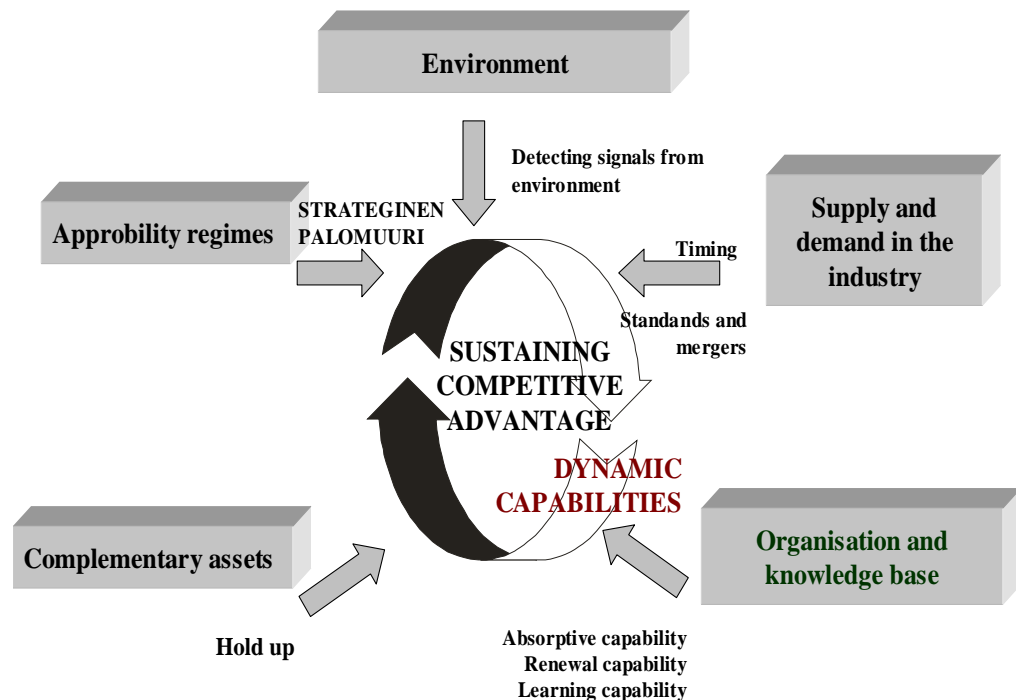 Environment
Detecting signals from
environment
Approbility regimes
STRATEGINEN
PALOMUURI
Supply and
demand in the
industry
Timing
Standands and
mergers
SUSTAINING
COMPETITIVE
ADVANTAGE
DYNAMIC
CAPABILITIES
Complementary assets
Hold up
Organisation and
knowledge base
Absorptive capability
Renewal capability
Learning capability